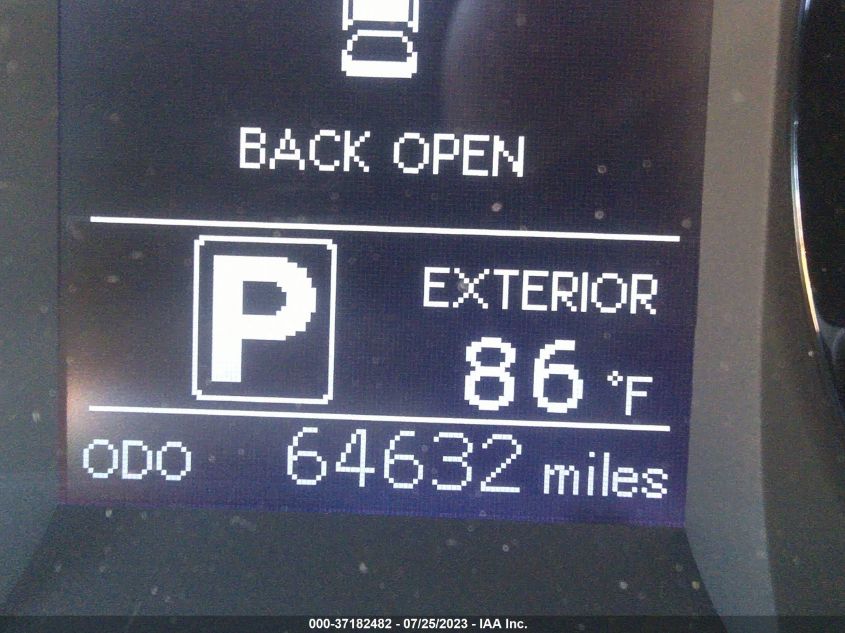 BACK OPEN
P
EXTERIOR
86 °F
ODO 64632 miles
000-37182482 - 07/25/2023 - IAA Inc.